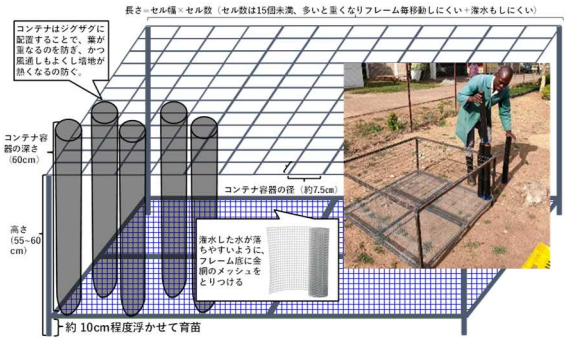 長さ＝セル幅×セル数（セル数は15個未満、多いと重くなりフレーム毎移動しにくい＋潅水もしにくい）
コンテナはジグザグに
配置することで、葉が
重なるのを防ぎ、かつ
風通しもよくし培地が
熱くなるの防ぐ。
コンテナ容
器の深さ
（60cm）
コンテナ容器の径（約7.5cm）
高さ
（55~60
cm）
潅水した水が落
ちやすいように、
フレーム底に金
網のメッシュを
とりつける
約 10cm程度浮かせて育苗